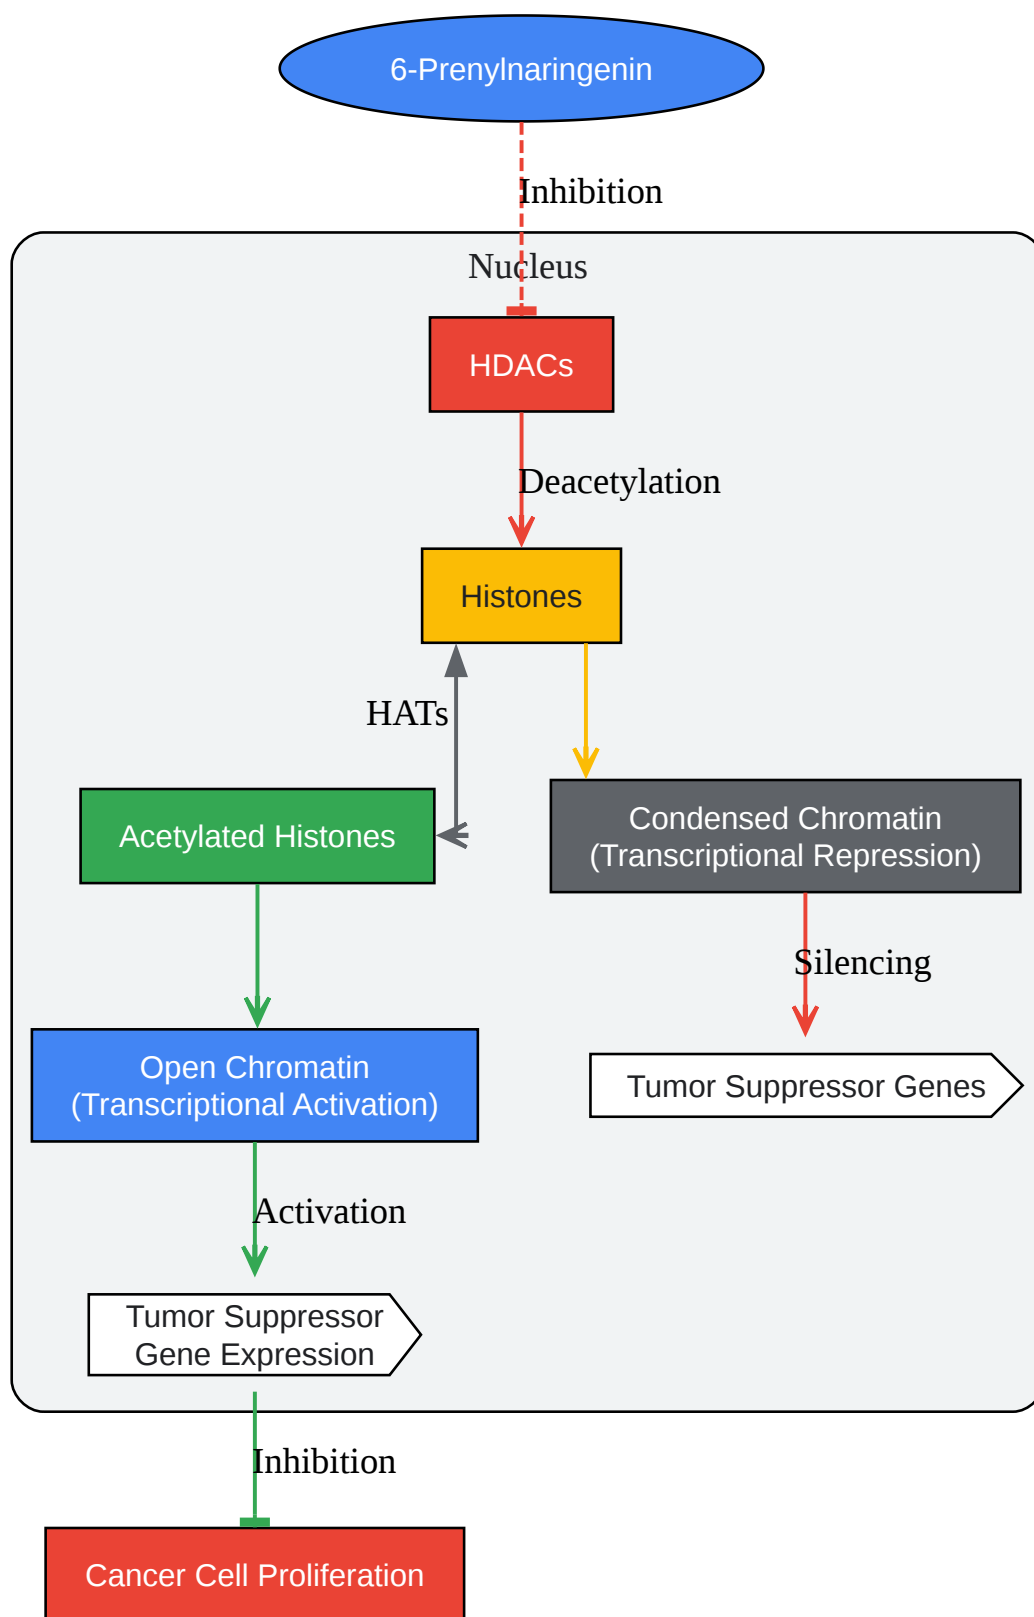 6-Prenylnaringenin
Inhibition
Nucleus
HDACs
Deacetylation
Histones
HATs
Acetylated Histones
Condensed Chromatin
(Transcriptional Repression)
Silencing
Open Chromatin
(Transcriptional Activation)
Tumor Suppressor Genes
Activation
Tumor Suppressor
Gene Expression
Inhibition
Cancer Cell Proliferation